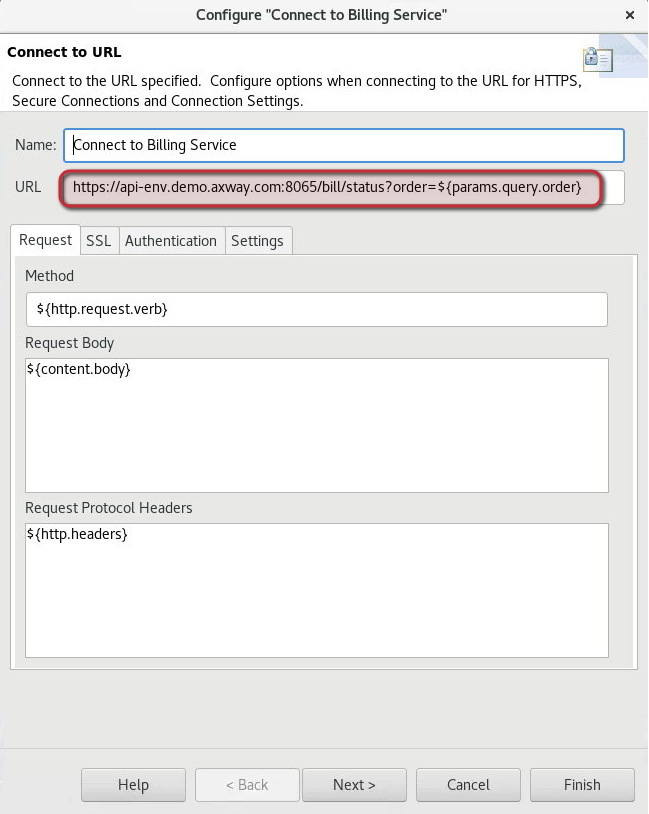 Configure "Connect to Billing Service"
Connect to URL
Connect to the URL specified.  Configure options when connecting to the URL for HTTPS,
Secure Connections and Connection Settings.
Name: Connect to Billing Service
URL https://api-env.demo.axway.com:8065/bill/status?order=${params.query.order}
Request SSL Authentication Settings
Method
${http.request.verb}
Request Body
${content.body}
Request Protocol Headers
${http.headers}
Help < Back Next > Cancel Finish